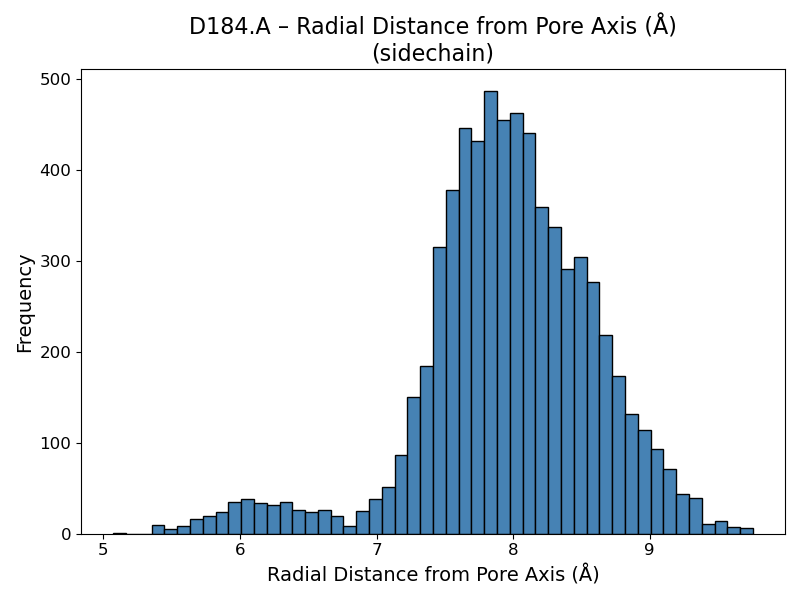 D184.A – Radial Distance from Pore Axis (Å)
(sidechain)
500
400
300
200
100
0
Frequency
5 6 7 8 9
Radial Distance from Pore Axis (Å)